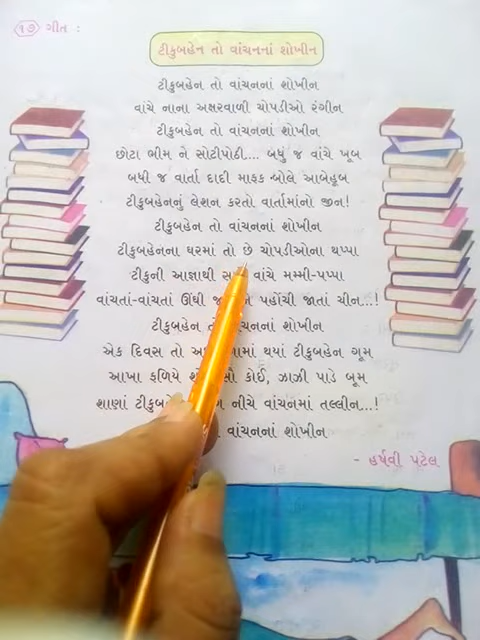 ૧૭ ગીત :
ટીકુબહેન તો વાંચનનાં શોખીન
ટીકુબહેન તો વાંચનનાં શોખીન
વાંચે નાના અક્ષરવાળી ચોપડીઓ રંગીન
ટીકુબહેન તો વાંચનનાં શોખીન
છોટા ભીમ ને સોટીપોઠી... બધું જ વાંચે ખૂબ
બધી જ વાર્તા દાદી માફક બોલે આબેહૂબ
ટીકુબહેનનું લેશન કરતો વાર્તામાંનો જીન!
ટીકુબહેન તો વાંચનનાં શોખીન
ટીકુબહેનના ઘરમાં તો છે ચોપડીઓના થપ્પા
ટીકુની આજ્ઞાથી વાંચે મમ્મી-પપ્પા
વાંચતાં-વાંચતાં ઊંઘી પહોંચી જાતાં ચીન...!
ટીકુબહેન વાંચનનાં શોખીન
એક દિવસ તો થયાં ટીકુબહેન ગૂમ
આખા ફળિયે સૌ કોઈ, ઝાઝી પાડે બૂમ
શાણાં નીચે વાંચનમાં તલ્લીન...!
વાંચનનાં શોખીન
- હર્ષવી પટેલ